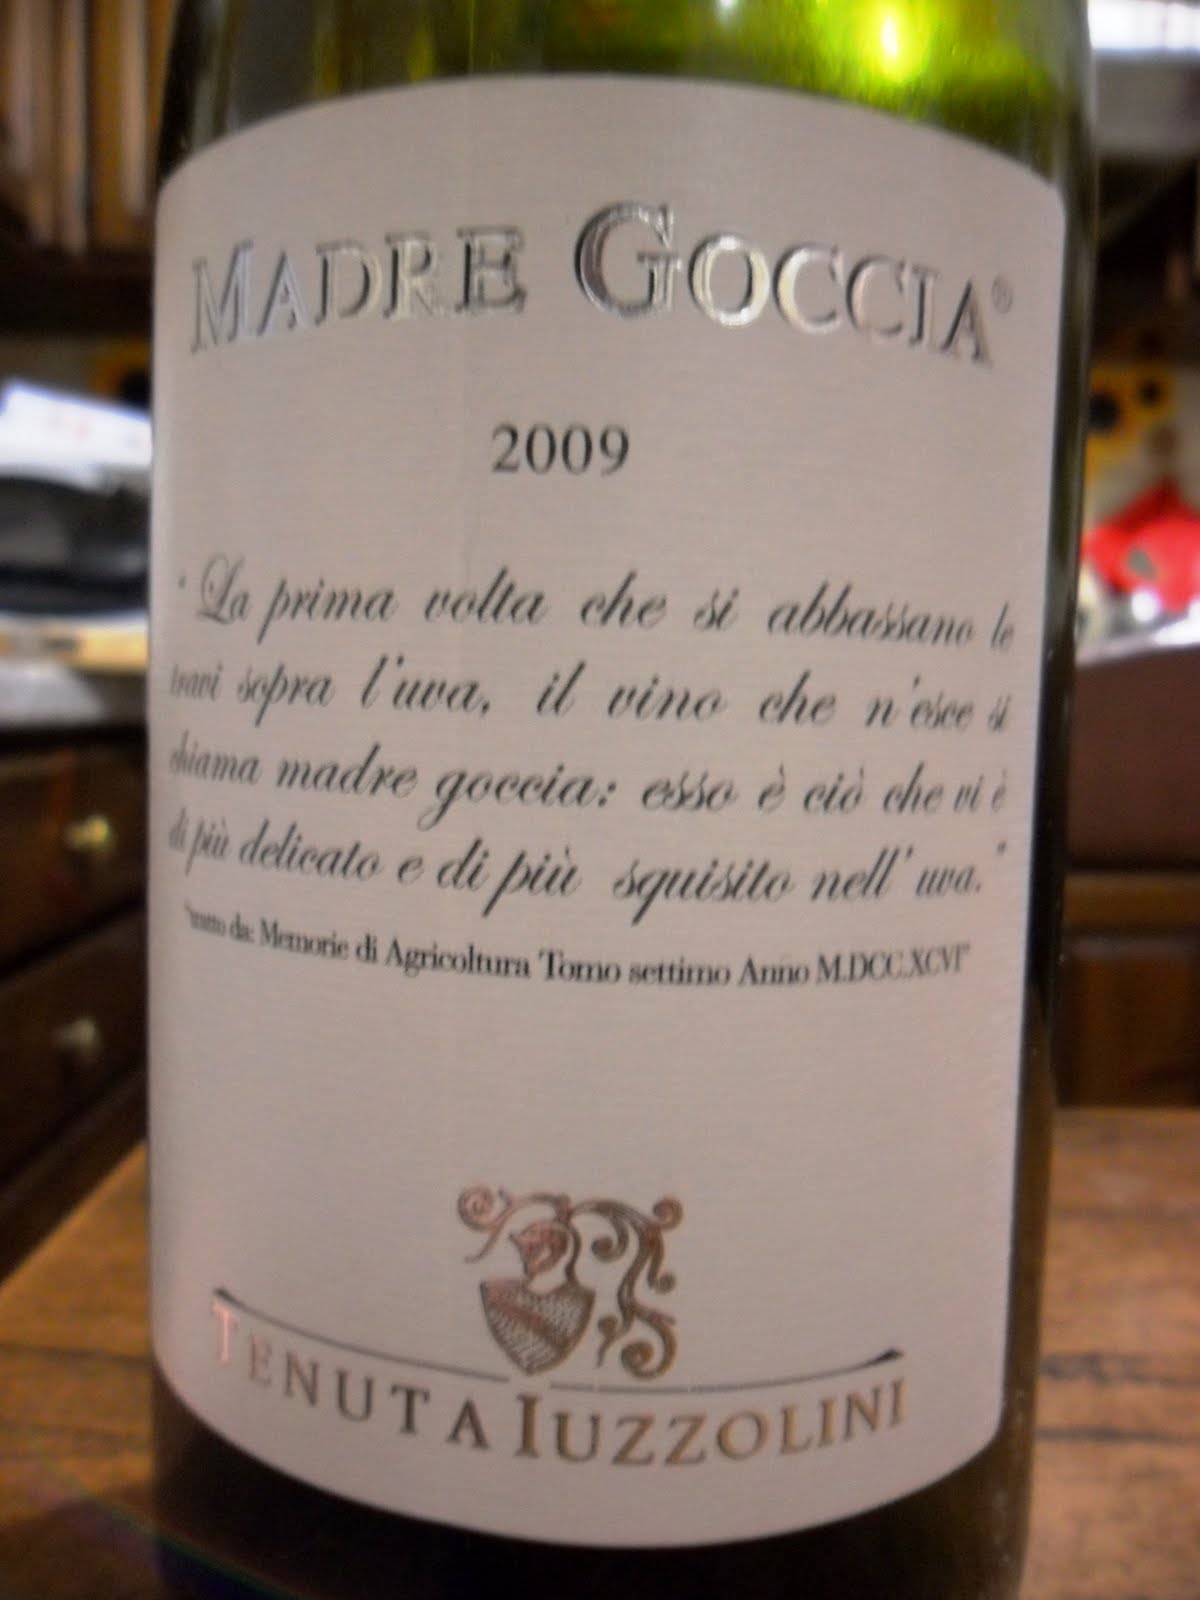 MADRE GOCCIA®
2009
"La prima volta che si abbassano le
travi sopra l'uva, il vino che n'esce si
chiama madre goccia: esso è ciò che vi è
di più delicato e di più squisito nell' uva."
"tratto da: Memorie di Agricoltura Tomo settimo Anno M.DCC.XCVI"
TENUTA IUZZOLINI